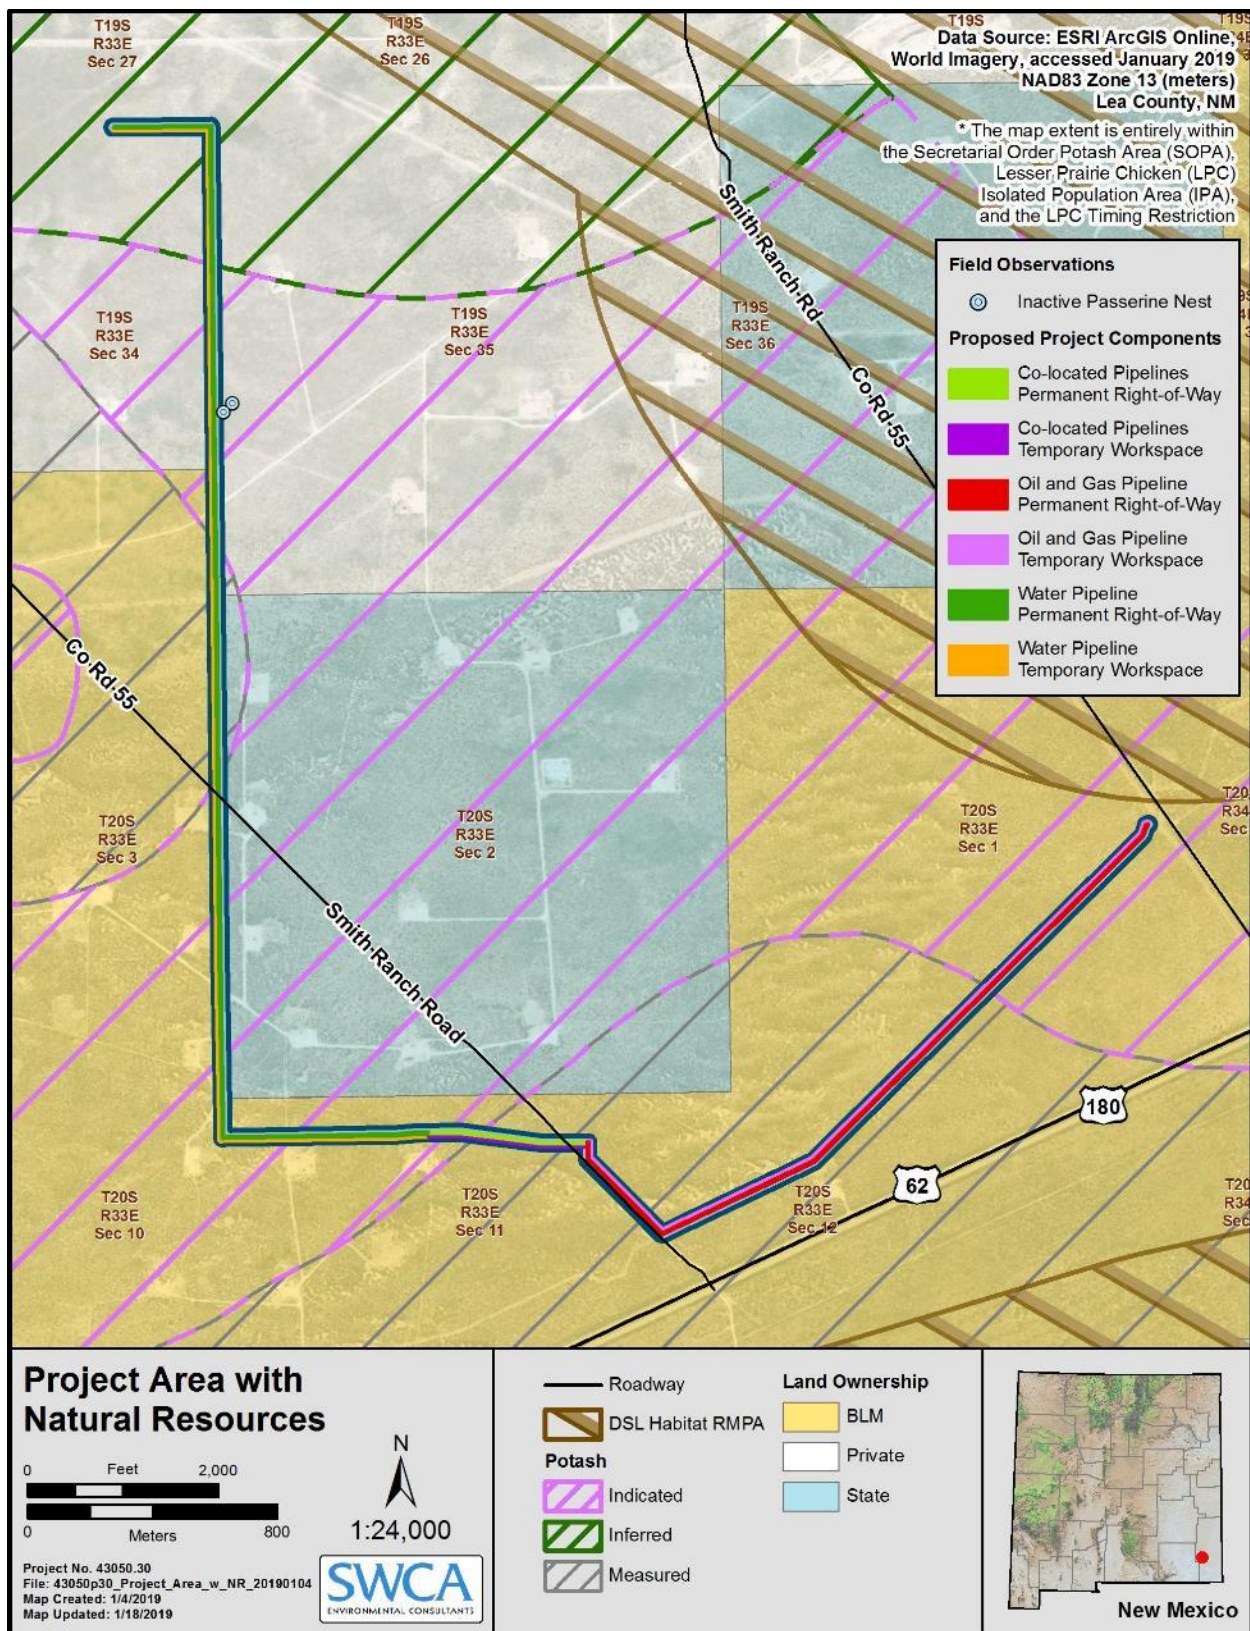 T19S
R33E
Sec 27
T19S
R33E
Sec 26
T19S
Data Source: ESRI ArcGIS Online,
World Imagery, accessed January 2019
NAD83 Zone 13 (meters)
Lea County, NM
* The map extent is entirely within
the Secretarial Order Potash Area (SOPA),
Lesser Prairie Chicken (LPC)
Isolated Population Area (IPA),
and the LPC Timing Restriction
Smith Ranch Rd
Co Rd 55
T19S
R33E
Sec 34
T19S
R33E
Sec 35
T19S
R33E
Sec 36
Field Observations
Inactive Passerine Nest
Proposed Project Components
Co-located Pipelines
Permanent Right-of-Way
Co-located Pipelines
Temporary Workspace
Oil and Gas Pipeline
Permanent Right-of-Way
Oil and Gas Pipeline
Temporary Workspace
Water Pipeline
Permanent Right-of-Way
Water Pipeline
Temporary Workspace
Co Rd 55
T20S
R33E
Sec 3
T20S
R33E
Sec 2
T20S
R33E
Sec 1
T20
R34
Sec
Smith Ranch Road
180
62
T20S
R33E
Sec 10
T20S
R33E
Sec 11
T20S
R33E
Sec 12
T20
R34
Sec
Project Area with
Natural Resources
0 Feet 2,000
0 Meters 800
N
1:24,000
Project No. 43050.30
File: 43050p30_Project_Area_w_NR_20190104
Map Created: 1/4/2019
Map Updated: 1/18/2019
SWCA
ENVIRONMENTAL CONSULTANTS
Roadway
DSL Habitat RMPA
Potash
Indicated
Inferred
Measured
Land Ownership
BLM
Private
State
New Mexico